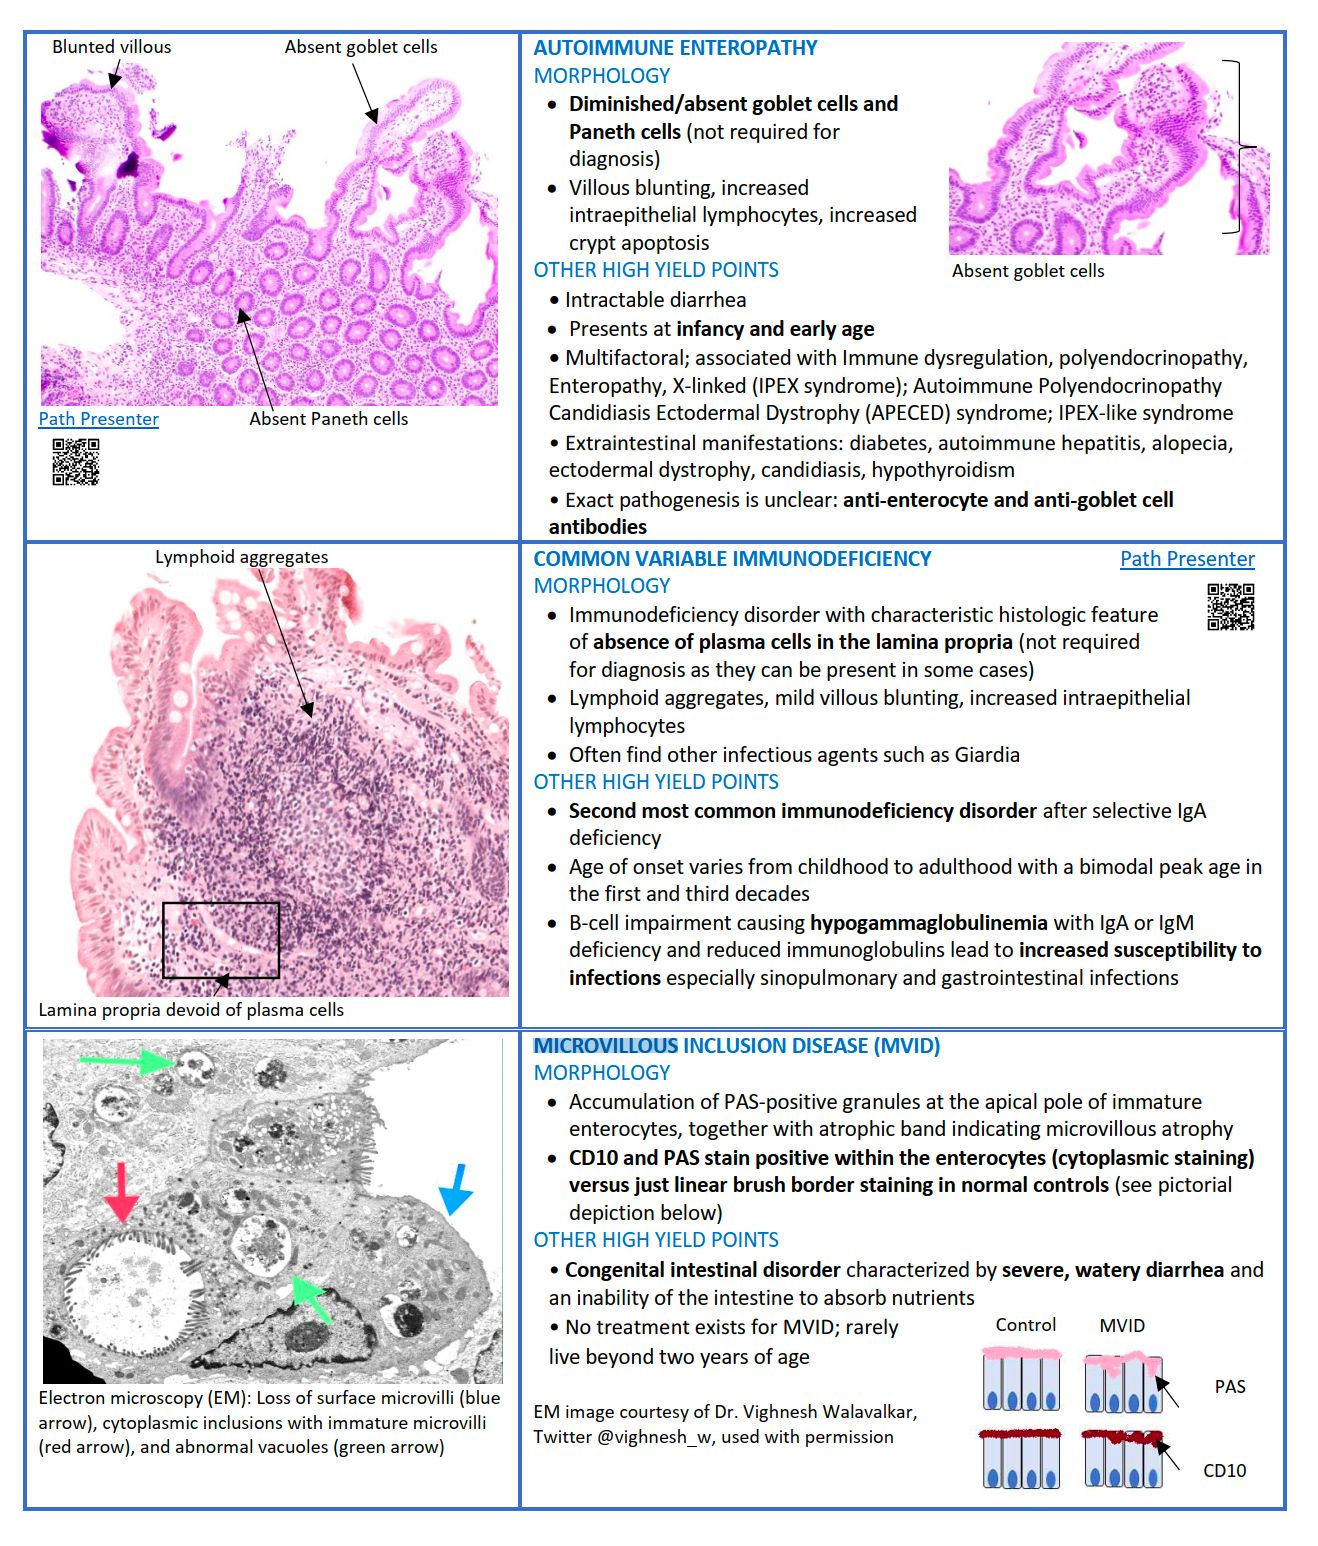 Blunted villous
Absent goblet cells
Path Presenter
Absent Paneth cells
AUTOIMMUNE ENTEROPATHY
MORPHOLOGY
• Diminished/absent goblet cells and
Paneth cells (not required for
diagnosis)
• Villous blunting, increased
intraepithelial lymphocytes, increased
crypt apoptosis
Absent goblet cells
OTHER HIGH YIELD POINTS
• Intractable diarrhea
• Presents at infancy and early age
• Multifactoral; associated with Immune dysregulation, polyendocrinopathy,
Enteropathy, X-linked (IPEX syndrome); Autoimmune Polyendocrinopathy
Candidiasis Ectodermal Dystrophy (APECED) syndrome; IPEX-like syndrome
• Extraintestinal manifestations: diabetes, autoimmune hepatitis, alopecia,
ectodermal dystrophy, candidiasis, hypothyroidism
• Exact pathogenesis is unclear: anti-enterocyte and anti-goblet cell
antibodies
Lymphoid aggregates
Lamina propria devoid of plasma cells
COMMON VARIABLE IMMUNODEFICIENCY
Path Presenter
MORPHOLOGY
• Immunodeficiency disorder with characteristic histologic feature
of absence of plasma cells in the lamina propria (not required
for diagnosis as they can be present in some cases)
• Lymphoid aggregates, mild villous blunting, increased intraepithelial
lymphocytes
• Often find other infectious agents such as Giardia
OTHER HIGH YIELD POINTS
• Second most common immunodeficiency disorder after selective IgA
deficiency
• Age of onset varies from childhood to adulthood with a bimodal peak age in
the first and third decades
• B-cell impairment causing hypogammaglobulinemia with IgA or IgM
deficiency and reduced immunoglobulins lead to increased susceptibility to
infections especially sinopulmonary and gastrointestinal infections
Electron microscopy (EM): Loss of surface microvilli (blue
arrow), cytoplasmic inclusions with immature microvilli
(red arrow), and abnormal vacuoles (green arrow)
MICROVILLOUS INCLUSION DISEASE (MVID)
MORPHOLOGY
• Accumulation of PAS-positive granules at the apical pole of immature
enterocytes, together with atrophic band indicating microvillous atrophy
• CD10 and PAS stain positive within the enterocytes (cytoplasmic staining)
versus just linear brush border staining in normal controls (see pictorial
depiction below)
OTHER HIGH YIELD POINTS
• Congenital intestinal disorder characterized by severe, watery diarrhea and
an inability of the intestine to absorb nutrients
• No treatment exists for MVID; rarely
live beyond two years of age
EM image courtesy of Dr. Vighnesh Walavalkar,
Twitter @vighnesh_w, used with permission
Control
MVID
PAS
CD10